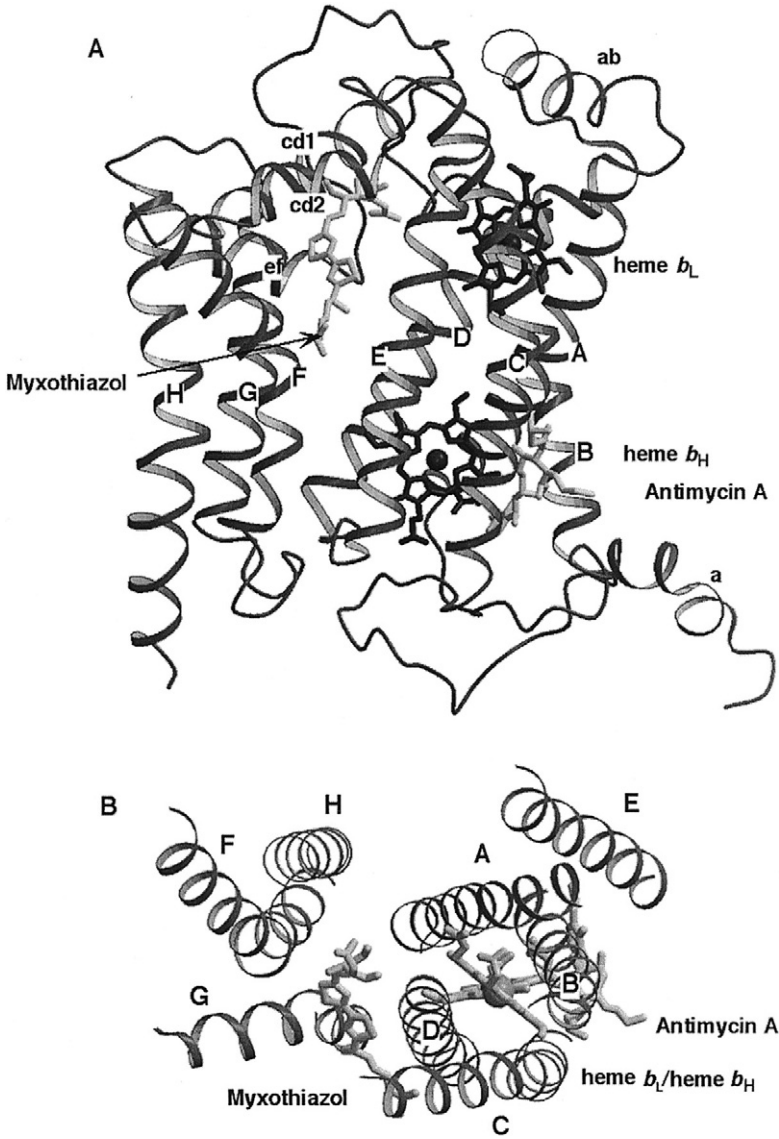 A
ab
cd1
cd2
heme bL
ef
D
E
C
A
Myxothiazol
H
G
F
B
heme bH
Antimycin A
a
B
H
E
F
A
G
B
D
Antimycin A
Myxothiazol
heme bL/heme bH
C